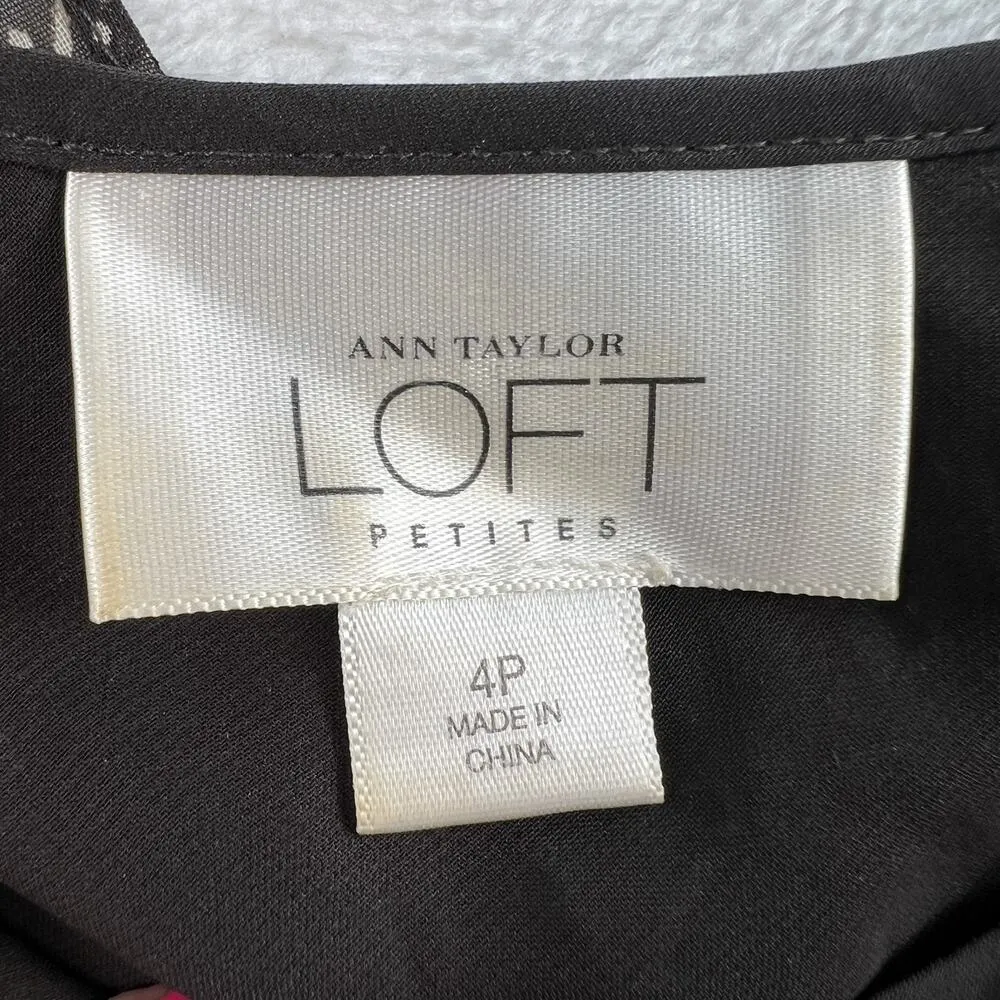 ANN TAYLOR
LOFT
PETITES
4P
MADE IN
CHINA